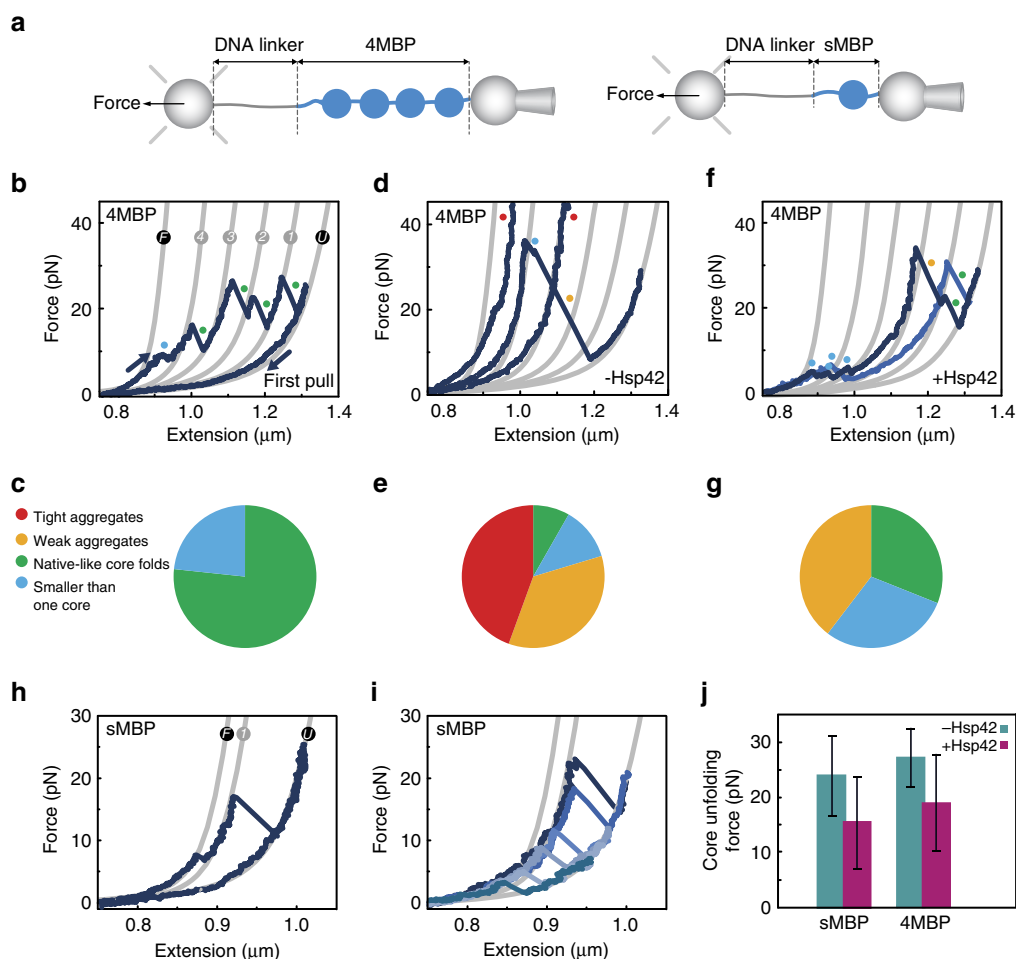 a
DNA linker 4MBP
Force
DNA linker sMBP
Force
b
4MBP
F 4 3 2 1 U
Force (pN)
40
20
0
First pull
0.8 1.0 1.2 1.4
Extension (μm)
d
4MBP
Force (pN)
40
20
0
-Hsp42
0.8 1.0 1.2 1.4
Extension (μm)
f
4MBP
Force (pN)
40
20
0
+Hsp42
0.8 1.0 1.2 1.4
Extension (μm)
c
Tight aggregates
Weak aggregates
Native-like core folds
Smaller than
one core
e
g
h
sMBP
F 1 U
Force (pN)
30
20
10
0
0.8 0.9 1.0
Extension (μm)
i
sMBP
Force (pN)
30
20
10
0
0.8 0.9 1.0
Extension (μm)
j
–Hsp42
+Hsp42
Core unfolding
force (pN)
30
20
10
0
sMBP 4MBP